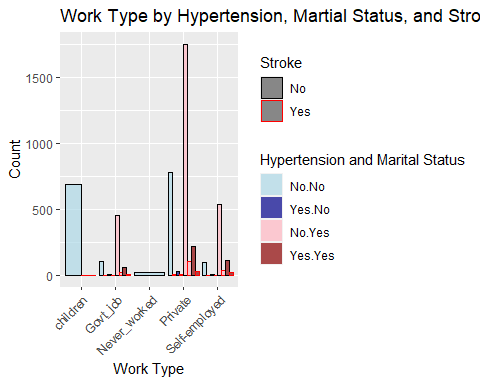 Work Type by Hypertension, Martial Status, and Stro
Count
1500
1000
500
0
children
Govt_job
Never_worked
Private
Self-employed
Work Type
Stroke
No
Yes
Hypertension and Marital Status
No.No
Yes.No
No.Yes
Yes.Yes